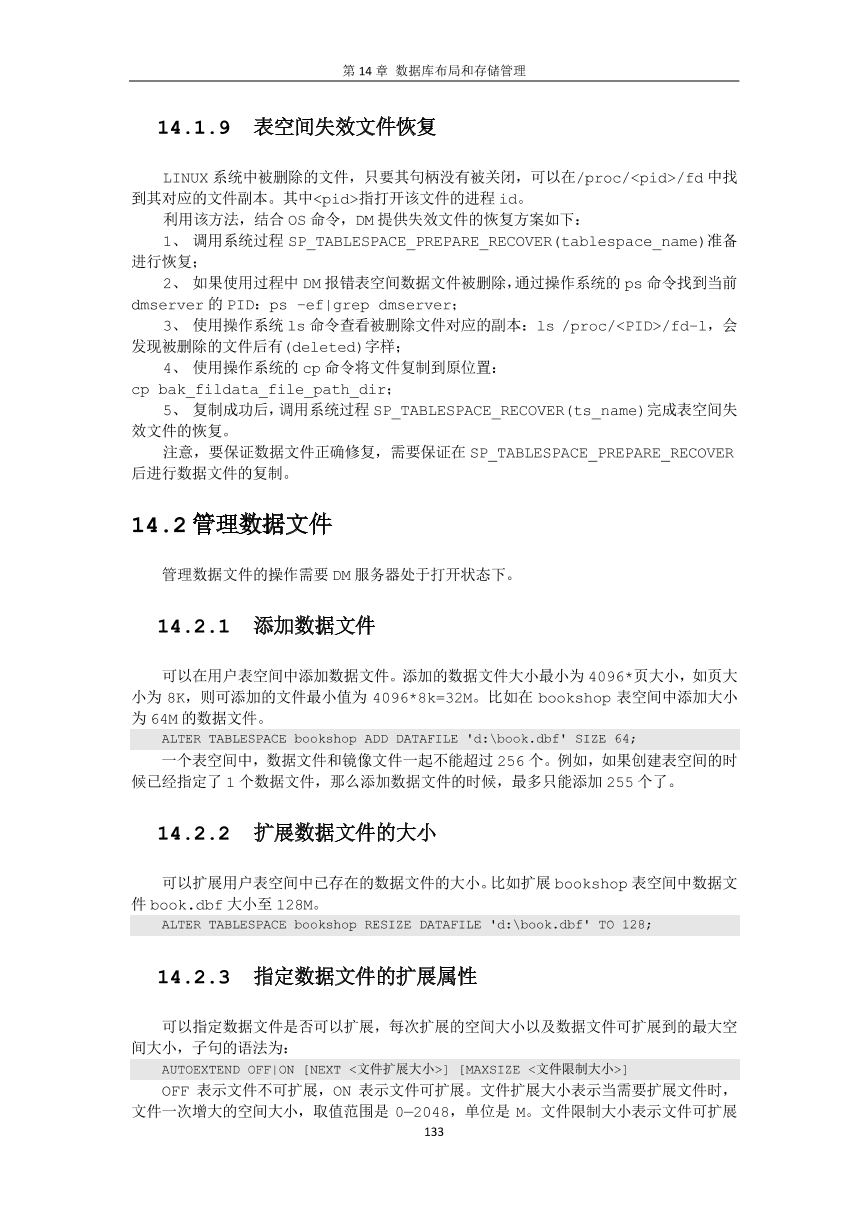 第 14 章 数据库布局和存储管理
14.1.9 表空间失效文件恢复
LINUX 系统中被删除的文件，只要其句柄没有被关闭，可以在/proc/<pid>/fd 中找
到其对应的文件副本。其中<pid>指打开该文件的进程 id。
利用该方法，结合 OS 命令，DM 提供失效文件的恢复方案如下：
1、 调用系统过程 SP_TABLESPACE_PREPARE_RECOVER(tablespace_name)准备
进行恢复；
2、 如果使用过程中 DM 报错表空间数据文件被删除，通过操作系统的 ps 命令找到当前
dmserver 的 PID：ps -ef|grep dmserver；
3、 使用操作系统 ls 命令查看被删除文件对应的副本：ls /proc/<PID>/fd-l，会
发现被删除的文件后有(deleted)字样；
4、 使用操作系统的 cp 命令将文件复制到原位置：
cp bak_fildata_file_path_dir；
5、 复制成功后，调用系统过程 SP_TABLESPACE_RECOVER(ts_name)完成表空间失
效文件的恢复。
注意，要保证数据文件正确修复，需要保证在 SP_TABLESPACE_PREPARE_RECOVER
后进行数据文件的复制。
14.2 管理数据文件
管理数据文件的操作需要 DM 服务器处于打开状态下。
14.2.1 添加数据文件
可以在用户表空间中添加数据文件。添加的数据文件大小最小为 4096*页大小，如页大
小为 8K，则可添加的文件最小值为 4096*8k=32M。比如在 bookshop 表空间中添加大小
为 64M 的数据文件。
ALTER TABLESPACE bookshop ADD DATAFILE 'd:\book.dbf' SIZE 64;
一个表空间中，数据文件和镜像文件一起不能超过 256 个。例如，如果创建表空间的时
候已经指定了 1 个数据文件，那么添加数据文件的时候，最多只能添加 255 个了。
14.2.2 扩展数据文件的大小
可以扩展用户表空间中已存在的数据文件的大小。比如扩展 bookshop 表空间中数据文
件 book.dbf 大小至 128M。
ALTER TABLESPACE bookshop RESIZE DATAFILE 'd:\book.dbf' TO 128;
14.2.3 指定数据文件的扩展属性
可以指定数据文件是否可以扩展，每次扩展的空间大小以及数据文件可扩展到的最大空
间大小，子句的语法为：
AUTOEXTEND OFF|ON [NEXT <文件扩展大小>] [MAXSIZE <文件限制大小>]
OFF 表示文件不可扩展，ON 表示文件可扩展。文件扩展大小表示当需要扩展文件时，
文件一次增大的空间大小，取值范围是 0—2048，单位是 M。文件限制大小表示文件可扩展
133